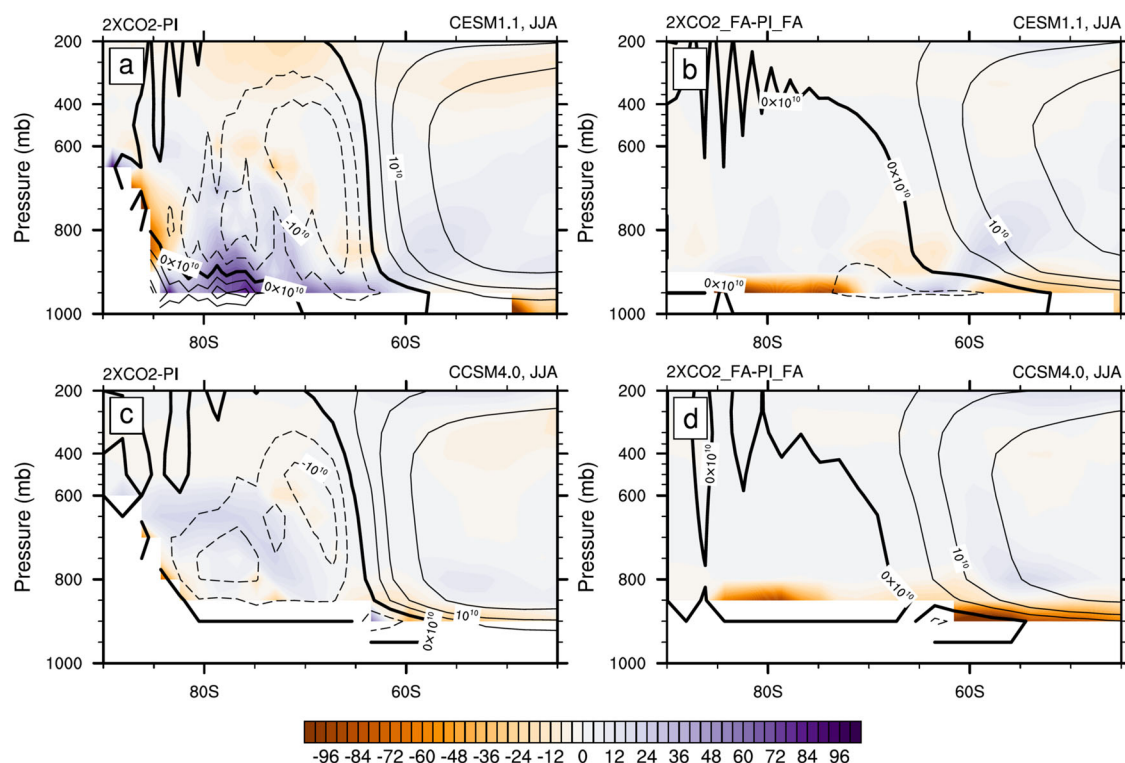 2XCO2-PI CESM1.1, JJA
2XCO2_FA-PI_FA CESM1.1, JJA
a
b
Pressure (mb)
200
400
600
800
1000
80S 60S
10¹⁰
-10¹⁰
0×10¹⁰
0×10¹⁰
Pressure (mb)
200
400
600
800
1000
80S 60S
0×10¹⁰
0×10¹⁰
10¹⁰
0×10¹⁰
2XCO2-PI CCSM4.0, JJA
2XCO2_FA-PI_FA CCSM4.0, JJA
c
d
Pressure (mb)
200
400
600
800
1000
80S 60S
-10¹⁰
10¹⁰
0×10¹⁰
Pressure (mb)
200
400
600
800
1000
80S 60S
0×10¹⁰
10¹⁰
0×10¹⁰
-96 -84 -72 -60 -48 -36 -24 -12 0 12 24 36 48 60 72 84 96